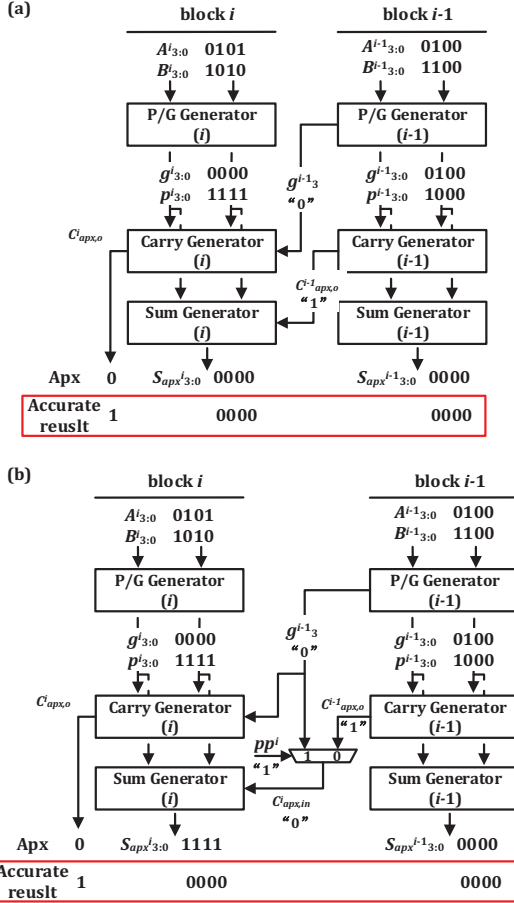 (a)
block i block i-1
A^i_3:0 0101 A^i-1_3:0 0100
B^i_3:0 1010 B^i-1_3:0 1100
P/G Generator P/G Generator
(i) (i-1)
g^i_3:0 0000 g^i-1_3 g^i-1_3:0 0100
p^i_3:0 1111 "0" p^i-1_3:0 1000
C^i_apx,o
Carry Generator Carry Generator
(i) (i-1)
C^i-1_apx,o
"1"
Sum Generator Sum Generator
(i) (i-1)
Apx 0 S_apx^i_3:0 0000 S_apx^i-1_3:0 0000
Accurate
reuslt 1 0000 0000
(b)
block i block i-1
A^i_3:0 0101 A^i-1_3:0 0100
B^i_3:0 1010 B^i-1_3:0 1100
P/G Generator P/G Generator
(i) (i-1)
g^i-1_3
"0"
g^i_3:0 0000 g^i-1_3:0 0100
p^i_3:0 1111 p^i-1_3:0 1000
C^i_apx,o C^i-1_apx,o
"1"
Carry Generator Carry Generator
(i) (i-1)
pp^i 1 0
"1"
Sum Generator Sum Generator
(i) (i-1)
C^i_apx,in
"0"
Apx 0 S_apx^i_3:0 1111 S_apx^i-1_3:0 0000
Accurate
reuslt 1 0000 0000